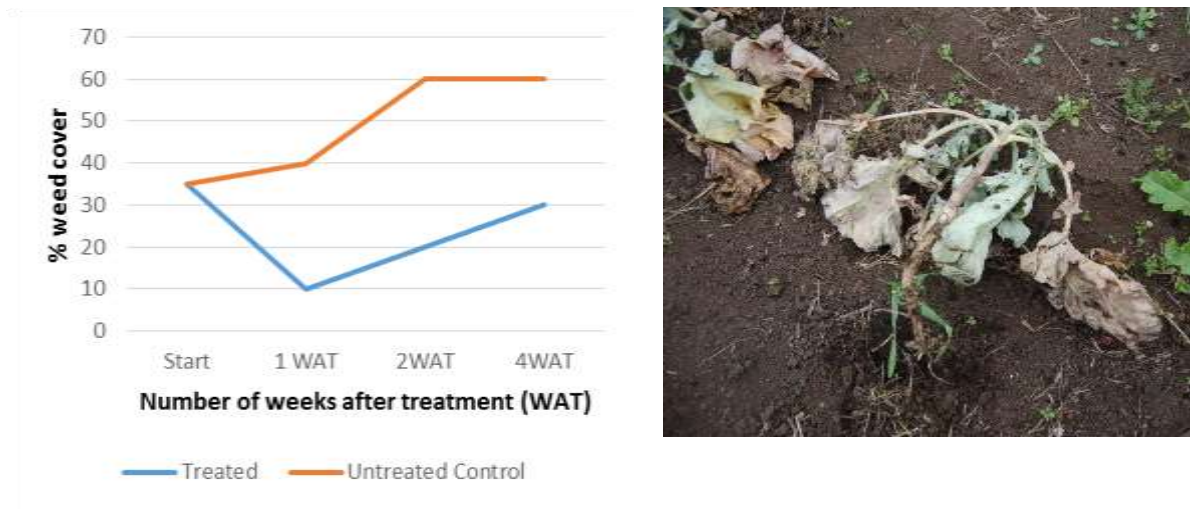 70
60
50
40
30
20
10
0
% weed cover
Start 1 WAT 2WAT 4WAT
Number of weeks after treatment (WAT)
Treated Untreated Control